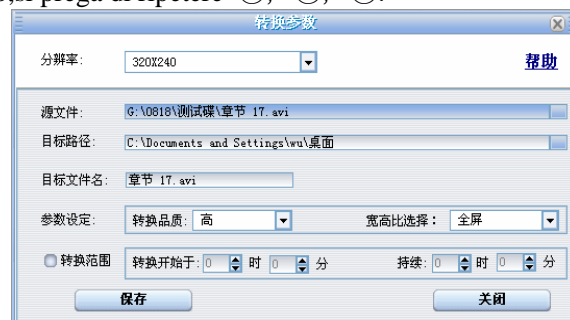 si prega di ripetere
转换参数
分辨率: 320X240 帮助
源文件: G:\0818\测试碟\章节 17.avi
目标路径: C:\Documents and Settings\wu\桌面
目标文件名: 章节 17.avi
参数设定: 转换品质: 高 宽高比选择: 全屏
转换范围 转换开始于: 0 时 0 分 持续: 0 时 0 分
保存 关闭